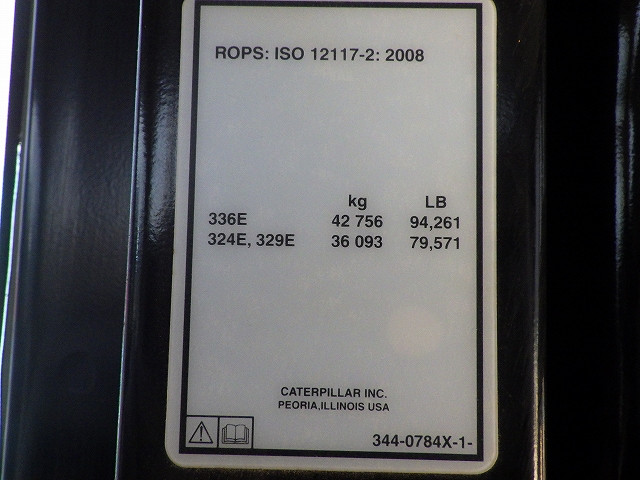 ROPS: ISO 12117-2: 2008
kg LB
336E 42 756 94,261
324E, 329E 36 093 79,571
CATERPILLAR INC.
PEORIA,ILLINOIS USA
344-0784X-1-